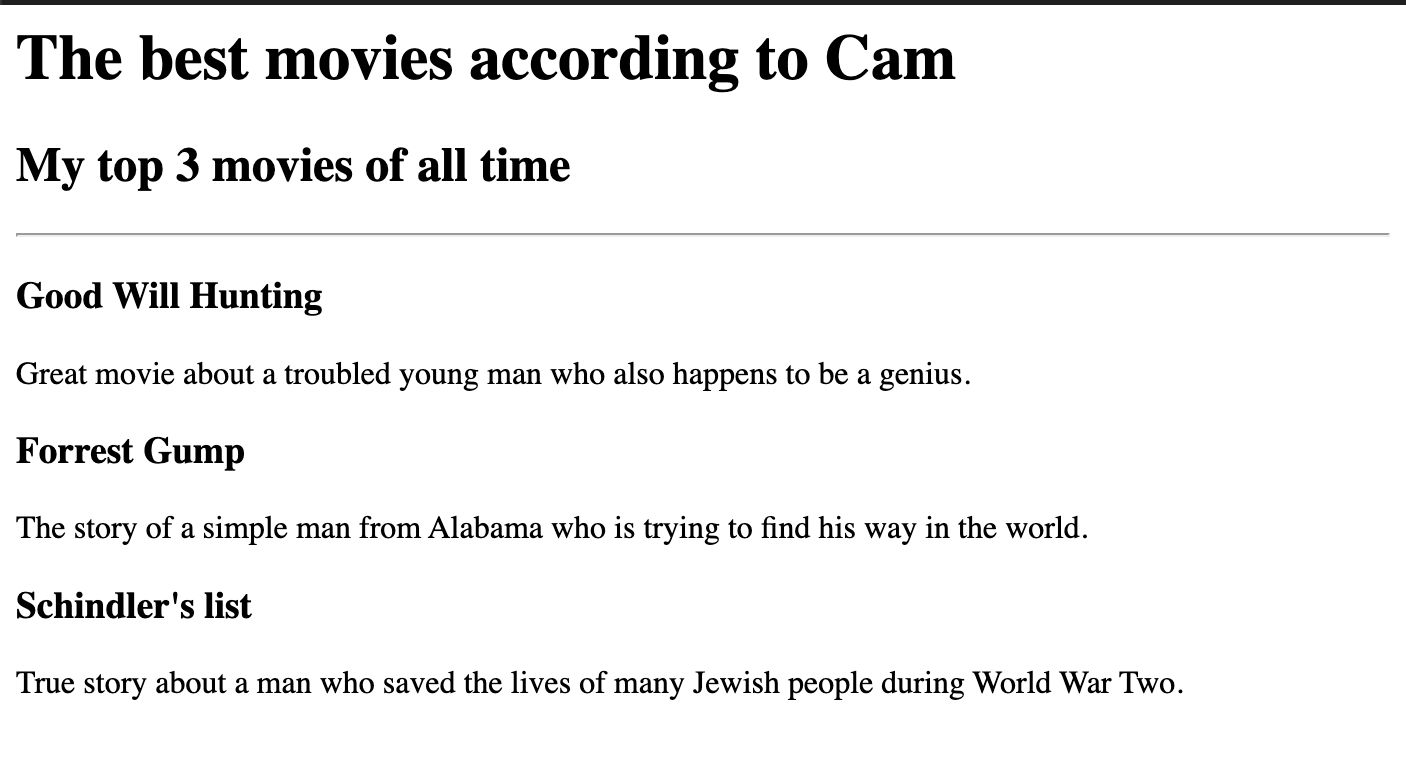 The best movies according to Cam
My top 3 movies of all time
Good Will Hunting
Great movie about a troubled young man who also happens to be a genius.
Forrest Gump
The story of a simple man from Alabama who is trying to find his way in the world.
Schindler's list
True story about a man who saved the lives of many Jewish people during World War Two.